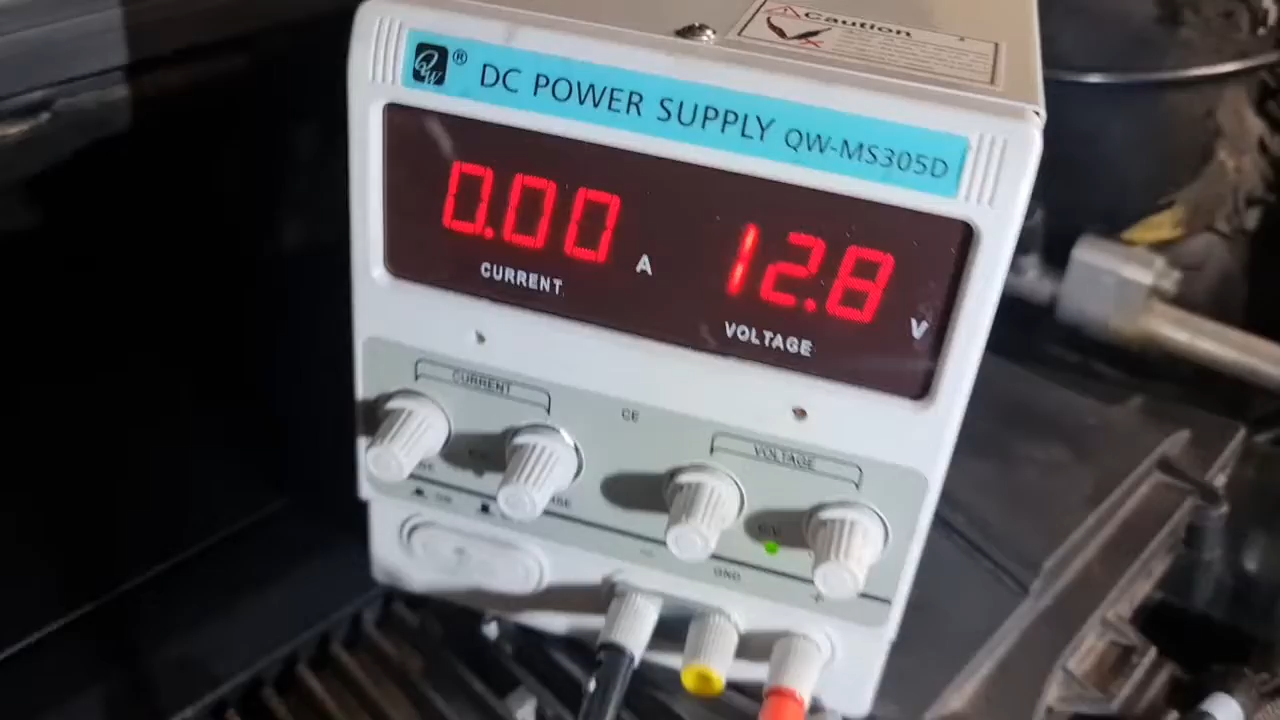 Caution
QW ® DC POWER SUPPLY QW-MS305D
0.00 A 12.8 V
CURRENT VOLTAGE
CURRENT
CE
VOLTAGE
C.V
GND
+